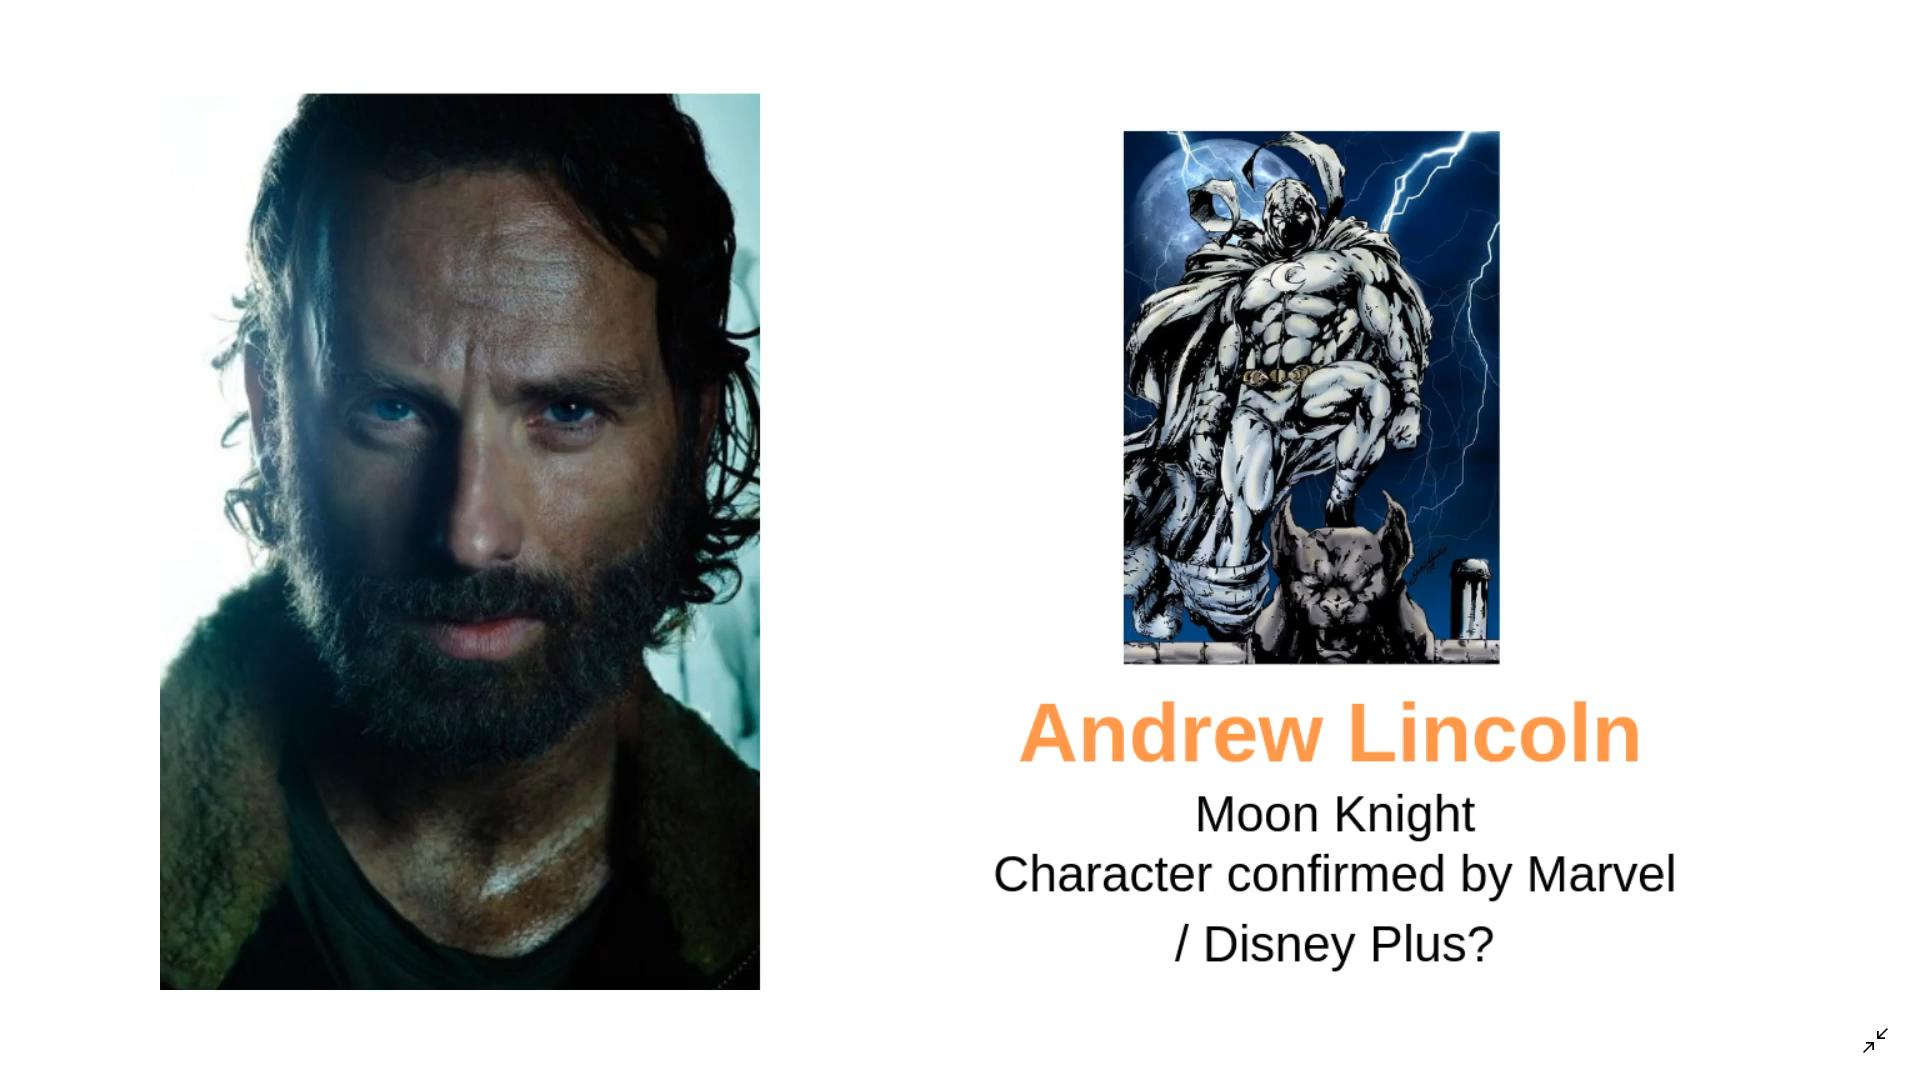 Andrew Lincoln
Moon Knight
Character confirmed by Marvel
/ Disney Plus?